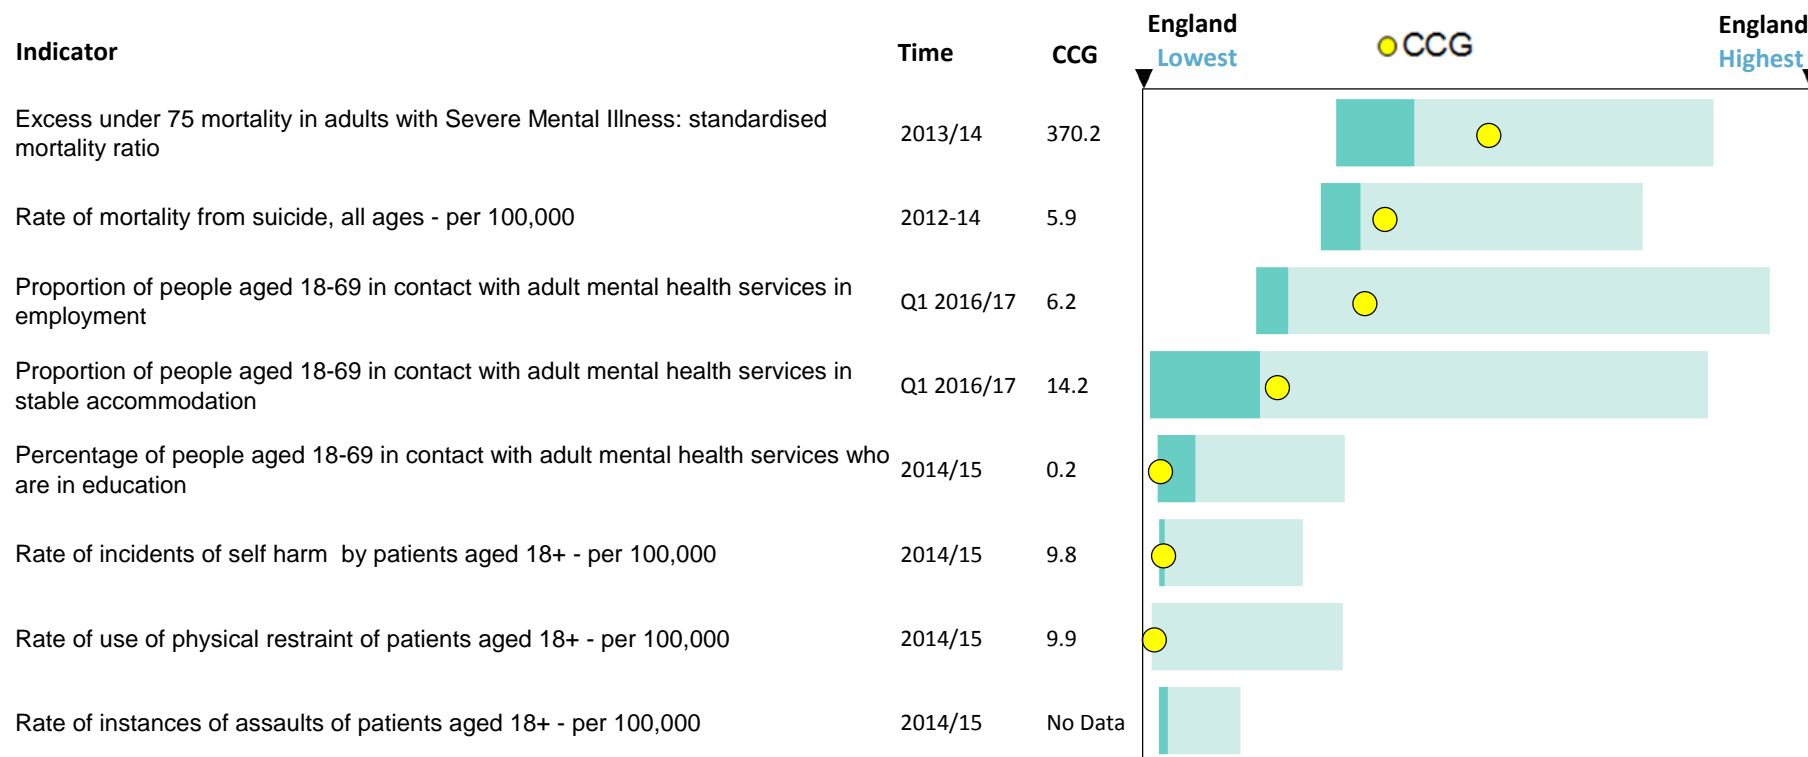 Indicator Time CCG England Lowest CCG England Highest
Excess under 75 mortality in adults with Severe Mental Illness: standardised
mortality ratio
2013/14 370.2
Rate of mortality from suicide, all ages - per 100,000 2012-14 5.9
Proportion of people aged 18-69 in contact with adult mental health services in
employment
Q1 2016/17 6.2
Proportion of people aged 18-69 in contact with adult mental health services in
stable accommodation
Q1 2016/17 14.2
Percentage of people aged 18-69 in contact with adult mental health services who
are in education
2014/15 0.2
Rate of incidents of self harm  by patients aged 18+ - per 100,000 2014/15 9.8
Rate of use of physical restraint of patients aged 18+ - per 100,000 2014/15 9.9
Rate of instances of assaults of patients aged 18+ - per 100,000 2014/15 No Data